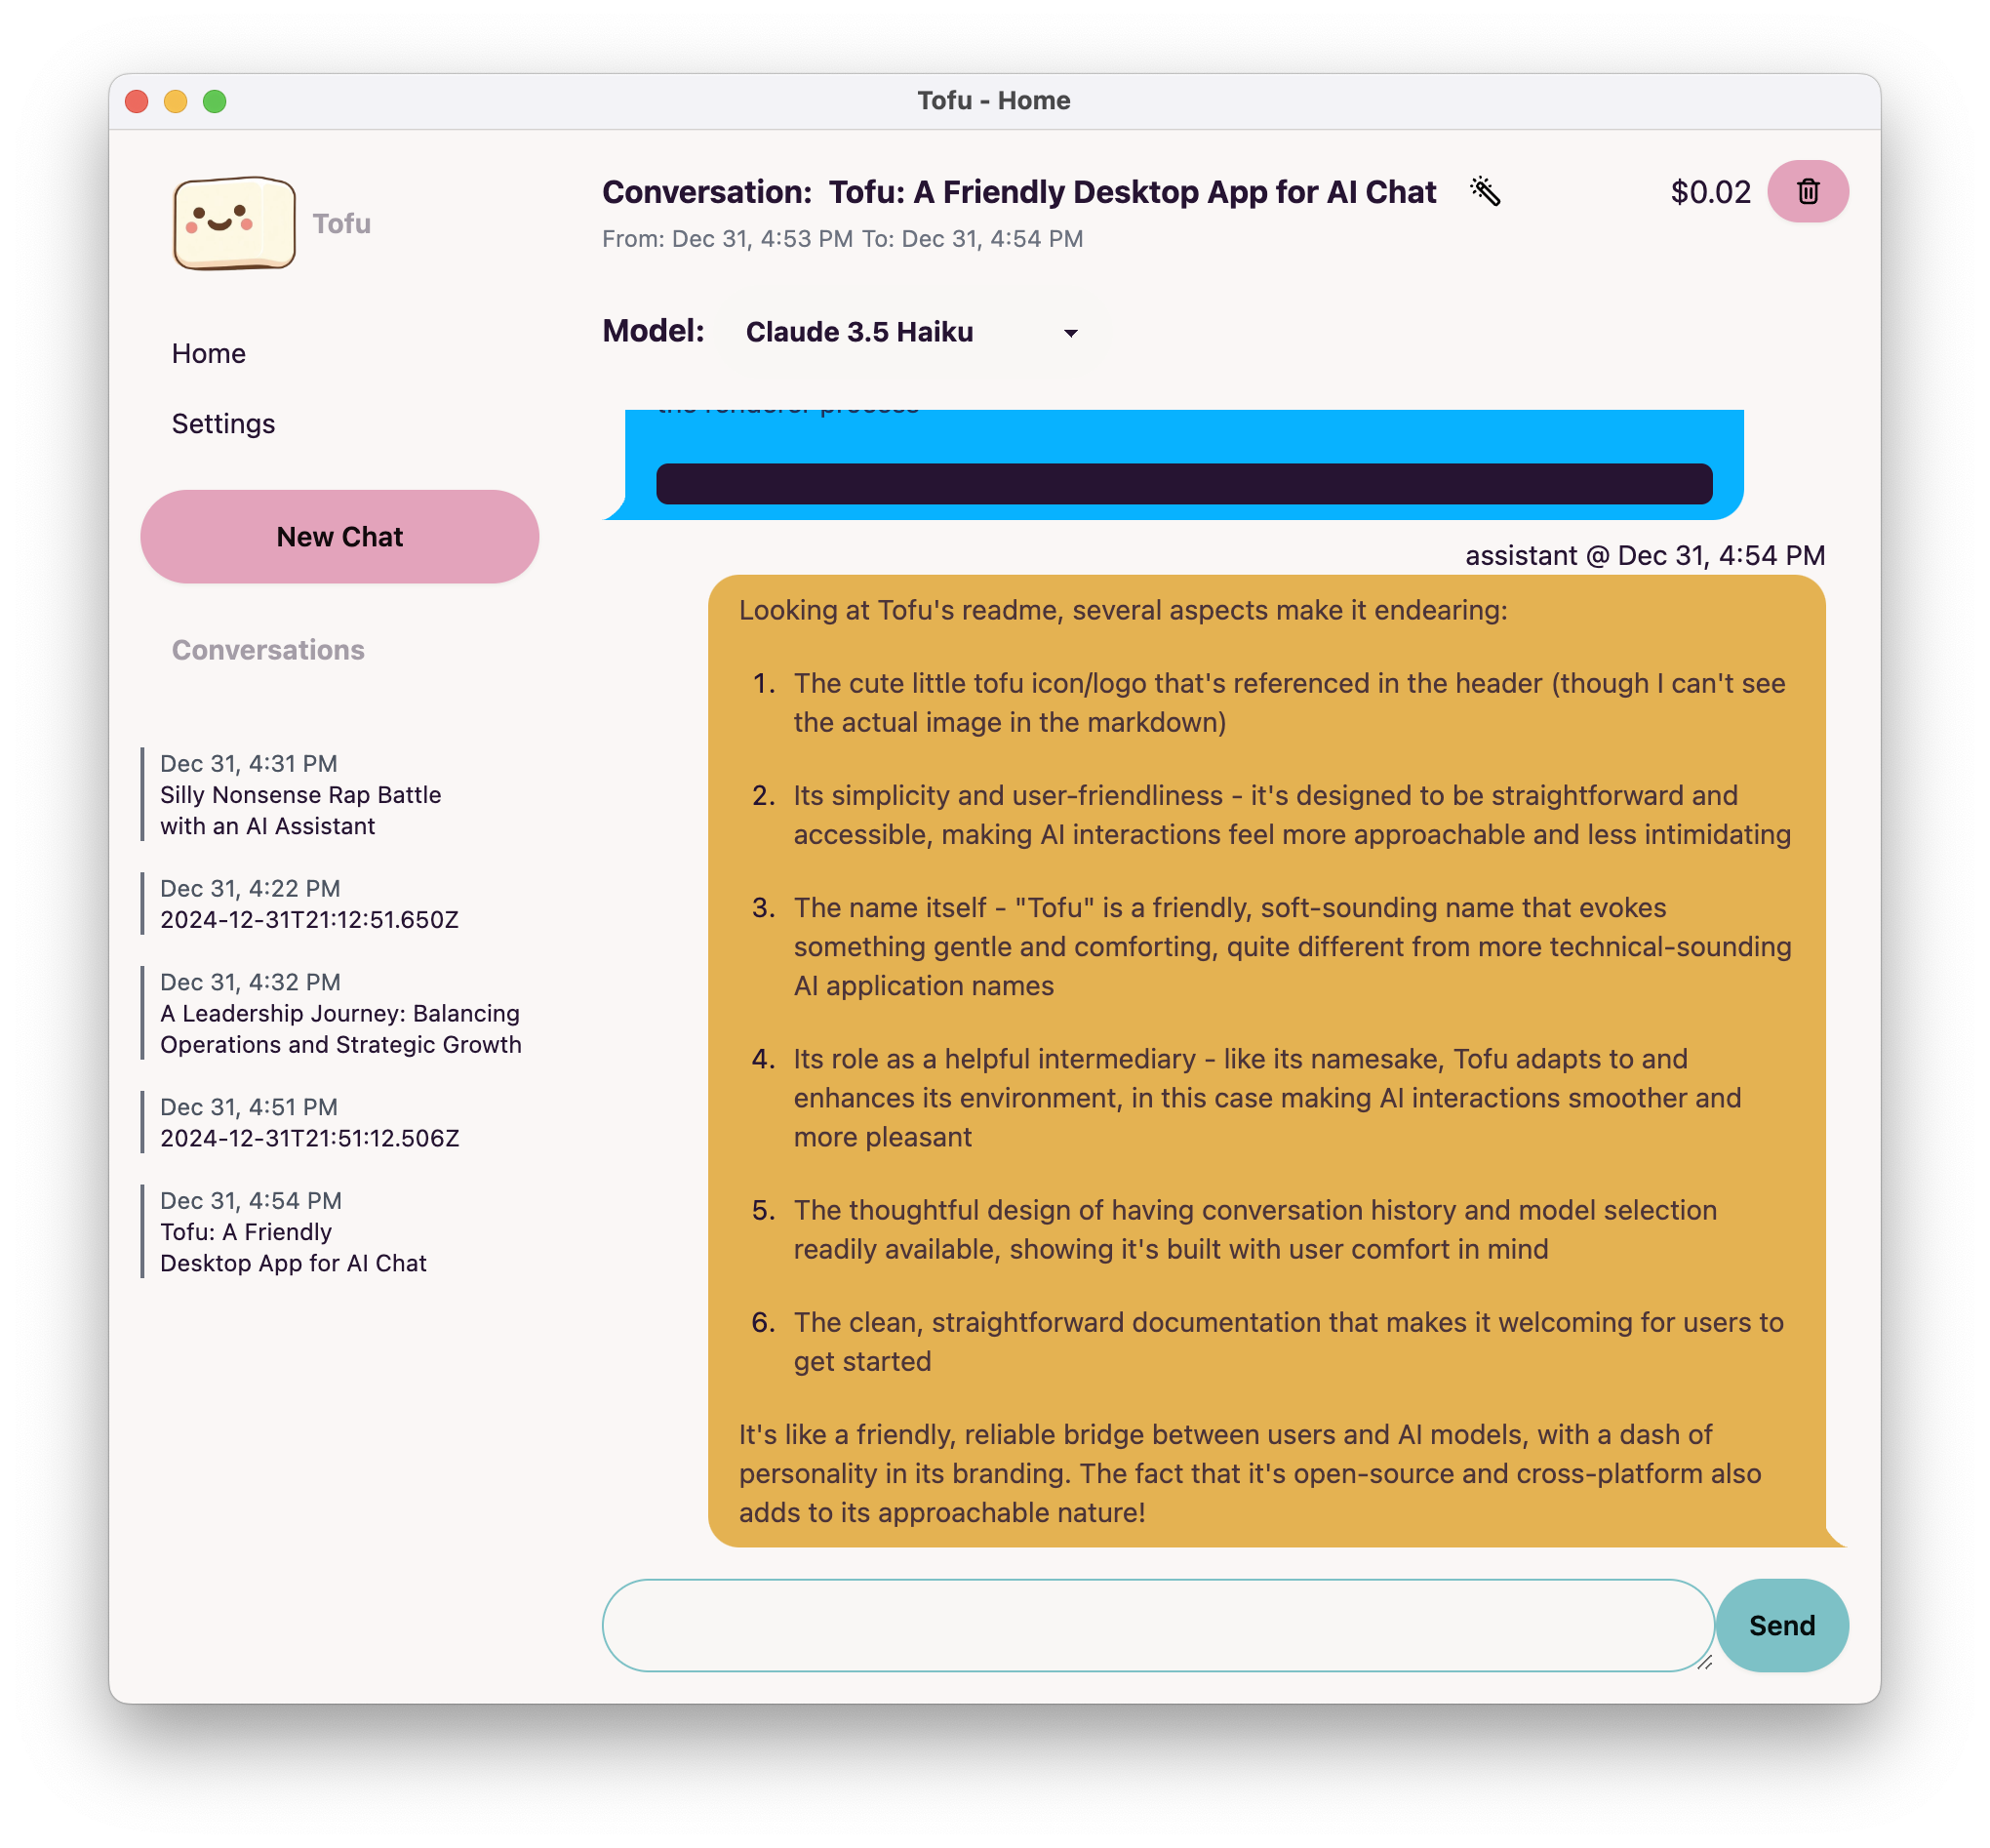 Tofu - Home
Tofu
Home
Settings
New Chat
Conversations
Dec 31, 4:31 PM
Silly Nonsense Rap Battle
with an AI Assistant
Dec 31, 4:22 PM
2024-12-31T21:12:51.650Z
Dec 31, 4:32 PM
A Leadership Journey: Balancing
Operations and Strategic Growth
Dec 31, 4:51 PM
2024-12-31T21:51:12.506Z
Dec 31, 4:54 PM
Tofu: A Friendly
Desktop App for AI Chat
Conversation: Tofu: A Friendly Desktop App for AI Chat
$0.02
From: Dec 31, 4:53 PM To: Dec 31, 4:54 PM
Model: Claude 3.5 Haiku
the renderer process
assistant @ Dec 31, 4:54 PM
Looking at Tofu's readme, several aspects make it endearing:
1. The cute little tofu icon/logo that's referenced in the header (though I can't see
the actual image in the markdown)
2. Its simplicity and user-friendliness - it's designed to be straightforward and
accessible, making AI interactions feel more approachable and less intimidating
3. The name itself - "Tofu" is a friendly, soft-sounding name that evokes
something gentle and comforting, quite different from more technical-sounding
AI application names
4. Its role as a helpful intermediary - like its namesake, Tofu adapts to and
enhances its environment, in this case making AI interactions smoother and
more pleasant
5. The thoughtful design of having conversation history and model selection
readily available, showing it's built with user comfort in mind
6. The clean, straightforward documentation that makes it welcoming for users to
get started
It's like a friendly, reliable bridge between users and AI models, with a dash of
personality in its branding. The fact that it's open-source and cross-platform also
adds to its approachable nature!
Send